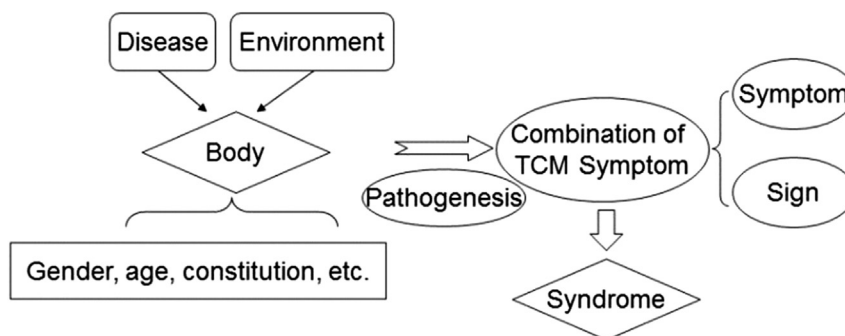 Disease
Environment
Body
Gender, age, constitution, etc.
Pathogenesis
Combination of
TCM Symptom
Symptom
Sign
Syndrome